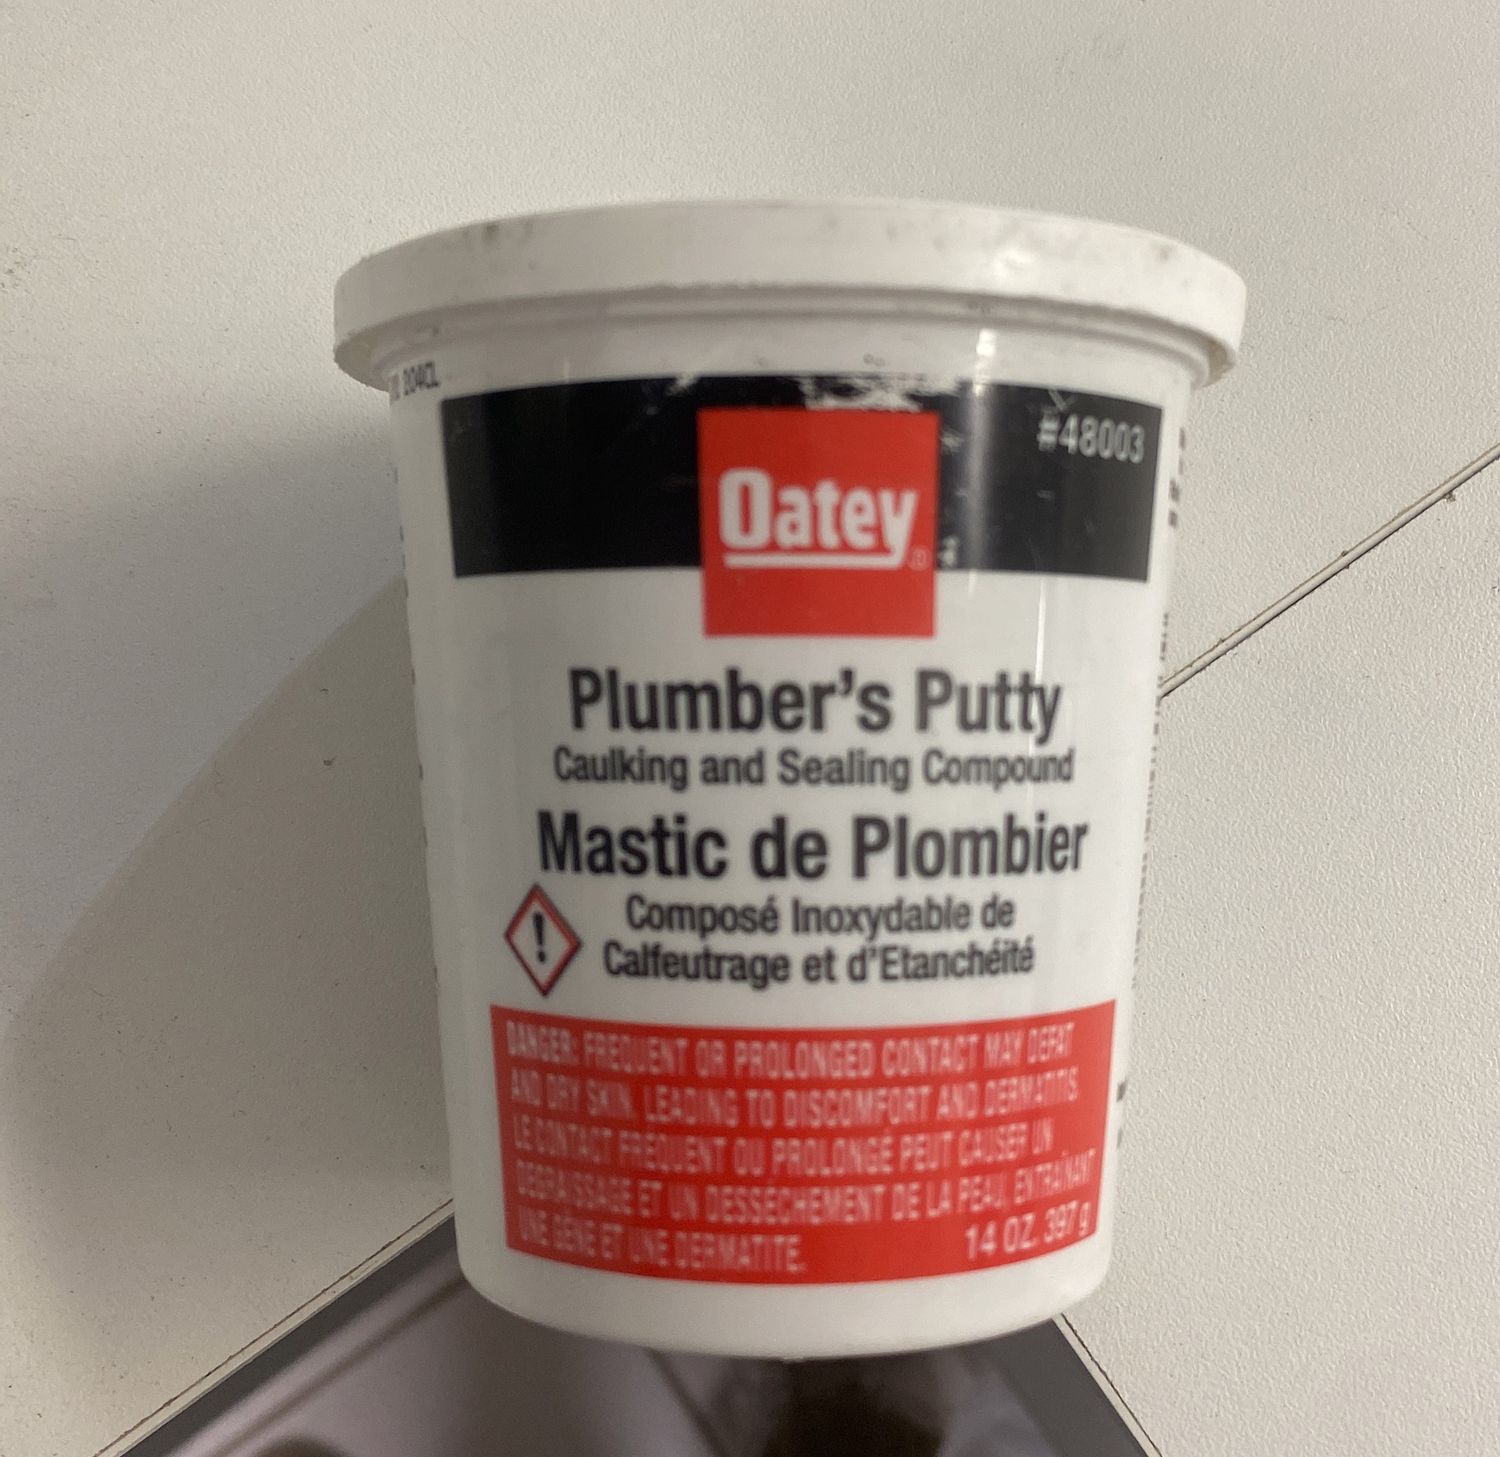 204CL
#48003
Oatey
Plumber's Putty
Caulking and Sealing Compound
Mastic de Plombier
!
Composé Inoxydable de
Calfeutrage et d'Etanchéité
DANGER: FREQUENT OR PROLONGED CONTACT MAY DEFAT
AND DRY SKIN, LEADING TO DISCOMFORT AND DERMATITIS.
LE CONTACT FRÉQUENT OU PROLONGÉ PEUT CAUSER UN
DEGRAISSAGE ET UN DESSÉCHEMENT DE LA PEAU, ENTRAÎNANT
UNE GÊNE ET UNE DERMATITE.
14 OZ. 397 g